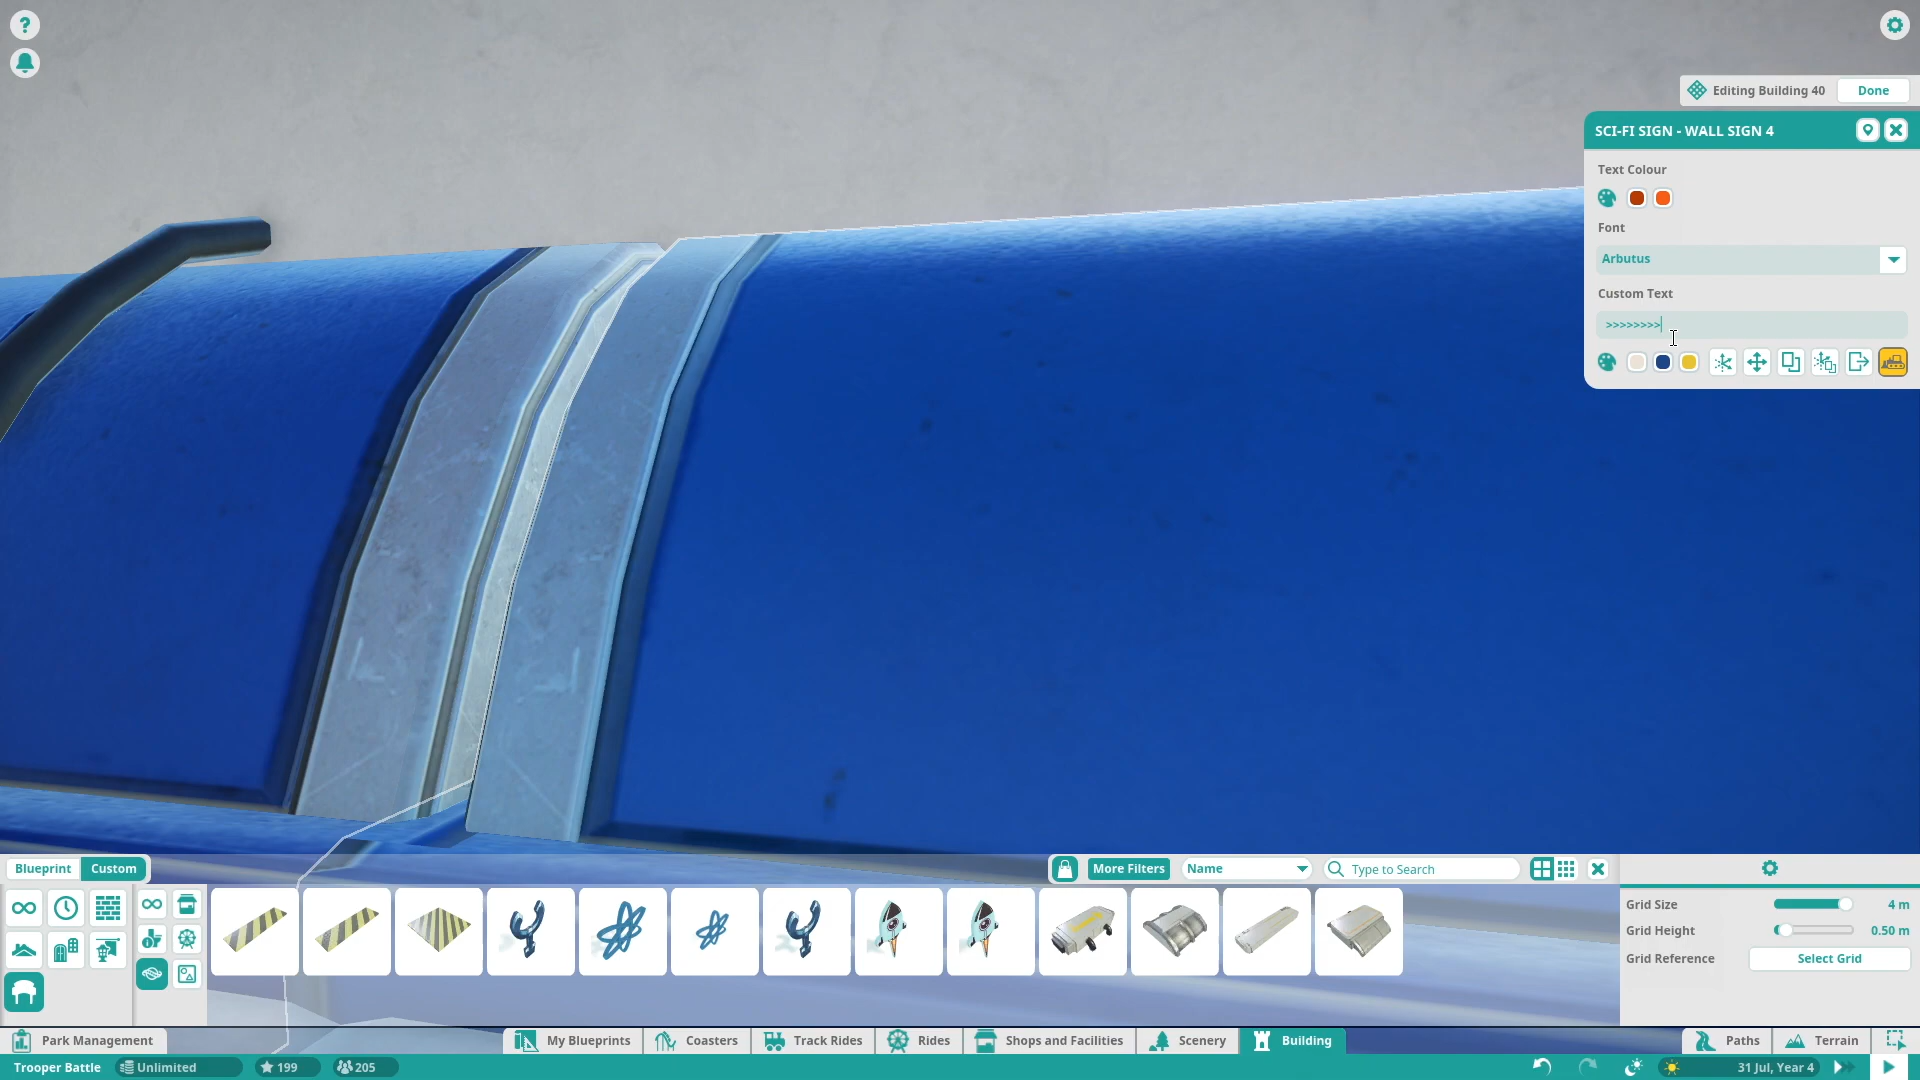 ?
Editing Building 40
Done
SCI-FI SIGN - WALL SIGN 4
Text Colour
Font
Arbutus
Custom Text
>>>>>>>>
Blueprint
Custom
More Filters
Name
Type to Search
Grid Size
4 m
Grid Height
0.50 m
Grid Reference
Select Grid
Park Management
My Blueprints
Coasters
Track Rides
Rides
Shops and Facilities
Scenery
Building
Paths
Terrain
Trooper Battle
Unlimited
199
205
31 Jul, Year 4